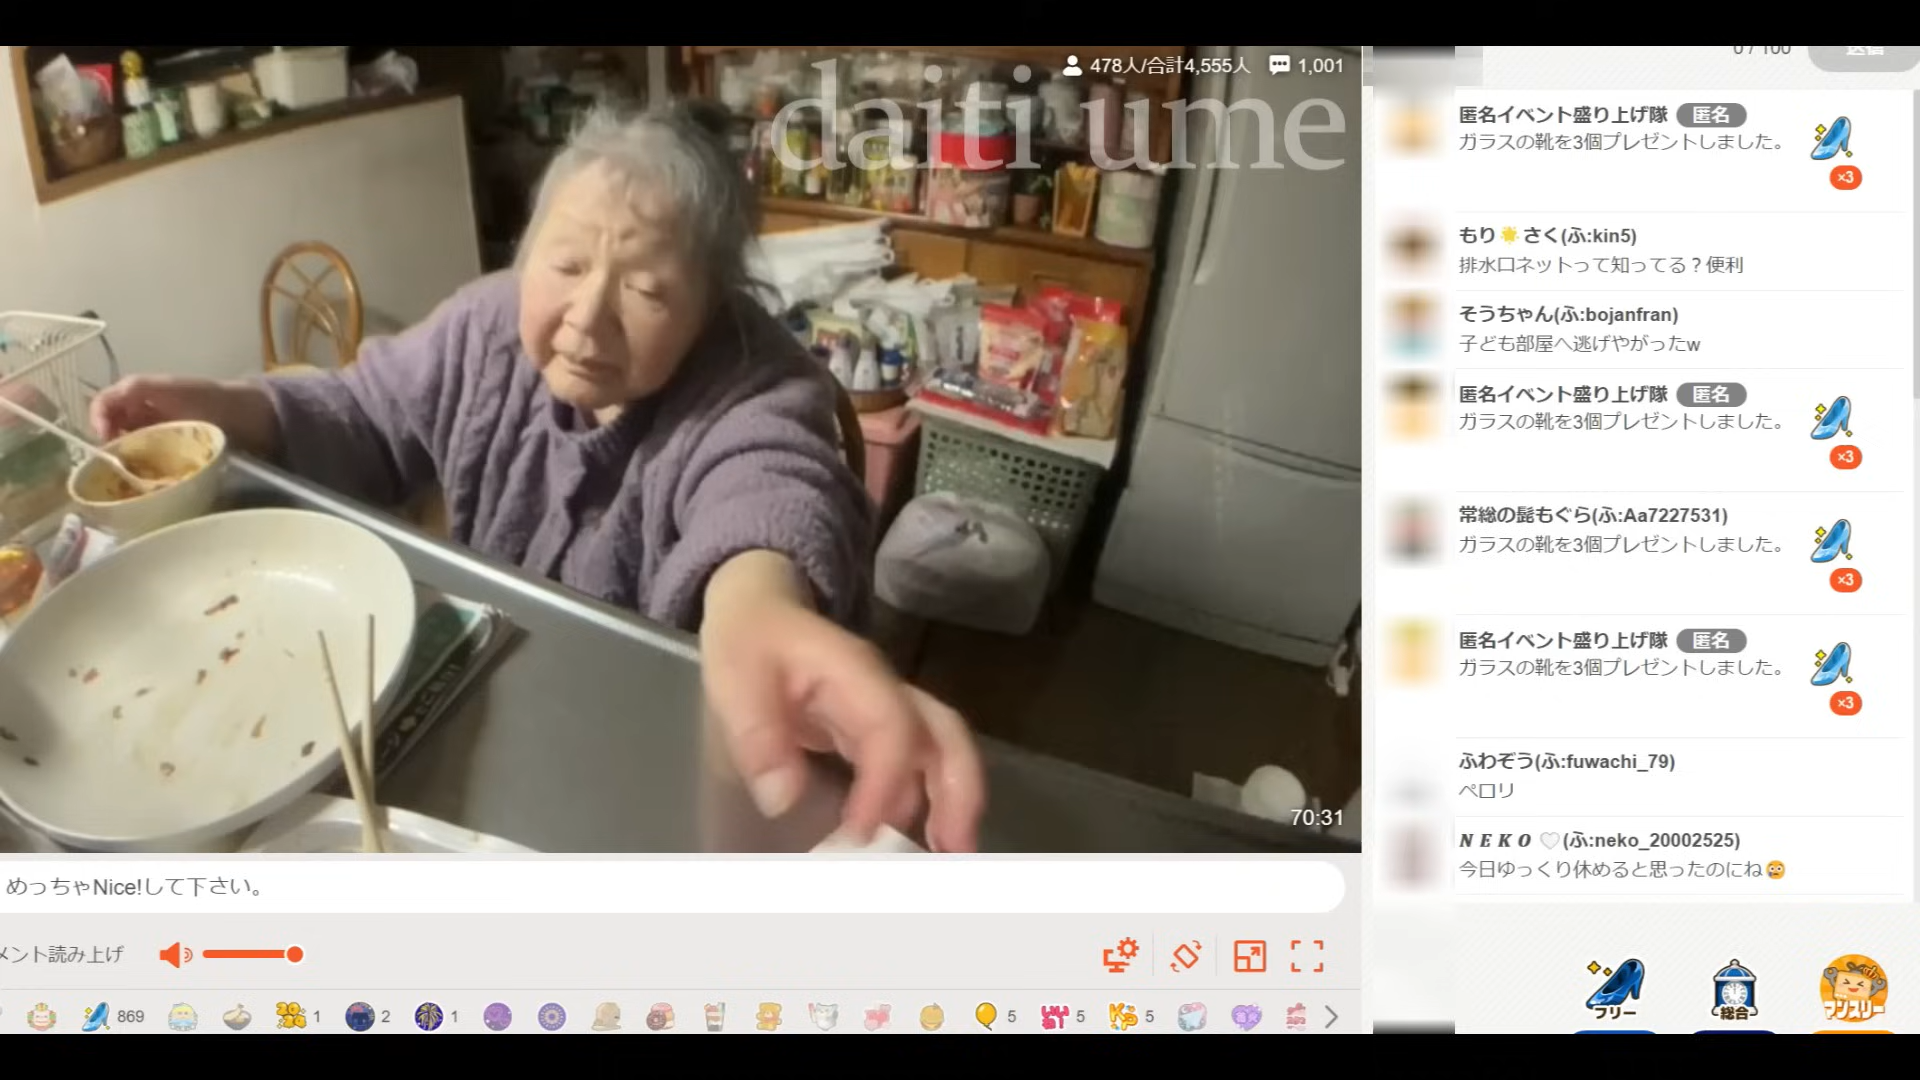 478人/合計4,555人 1,001
daiti ume
70:31
めっちゃNice!して下さい。
メント読み上げ
869
1
2
1
5
5
5
0 / 100
送信
匿名イベント盛り上げ隊 匿名
ガラスの靴を3個プレゼントしました。
×3
もり🌟さく(ふ:kin5)
排水口ネットって知ってる？便利
そうちゃん(ふ:bojanfran)
子ども部屋へ逃げやがったw
匿名イベント盛り上げ隊 匿名
ガラスの靴を3個プレゼントしました。
×3
常総の髭もぐら(ふ:Aa7227531)
ガラスの靴を3個プレゼントしました。
×3
匿名イベント盛り上げ隊 匿名
ガラスの靴を3個プレゼントしました。
×3
ふわぞう(ふ:fuwachi_79)
ペロリ
N E K O ♡(ふ:neko_20002525)
今日ゆっくり休めると思ったのにね😨
フリー
総合
マンスリー